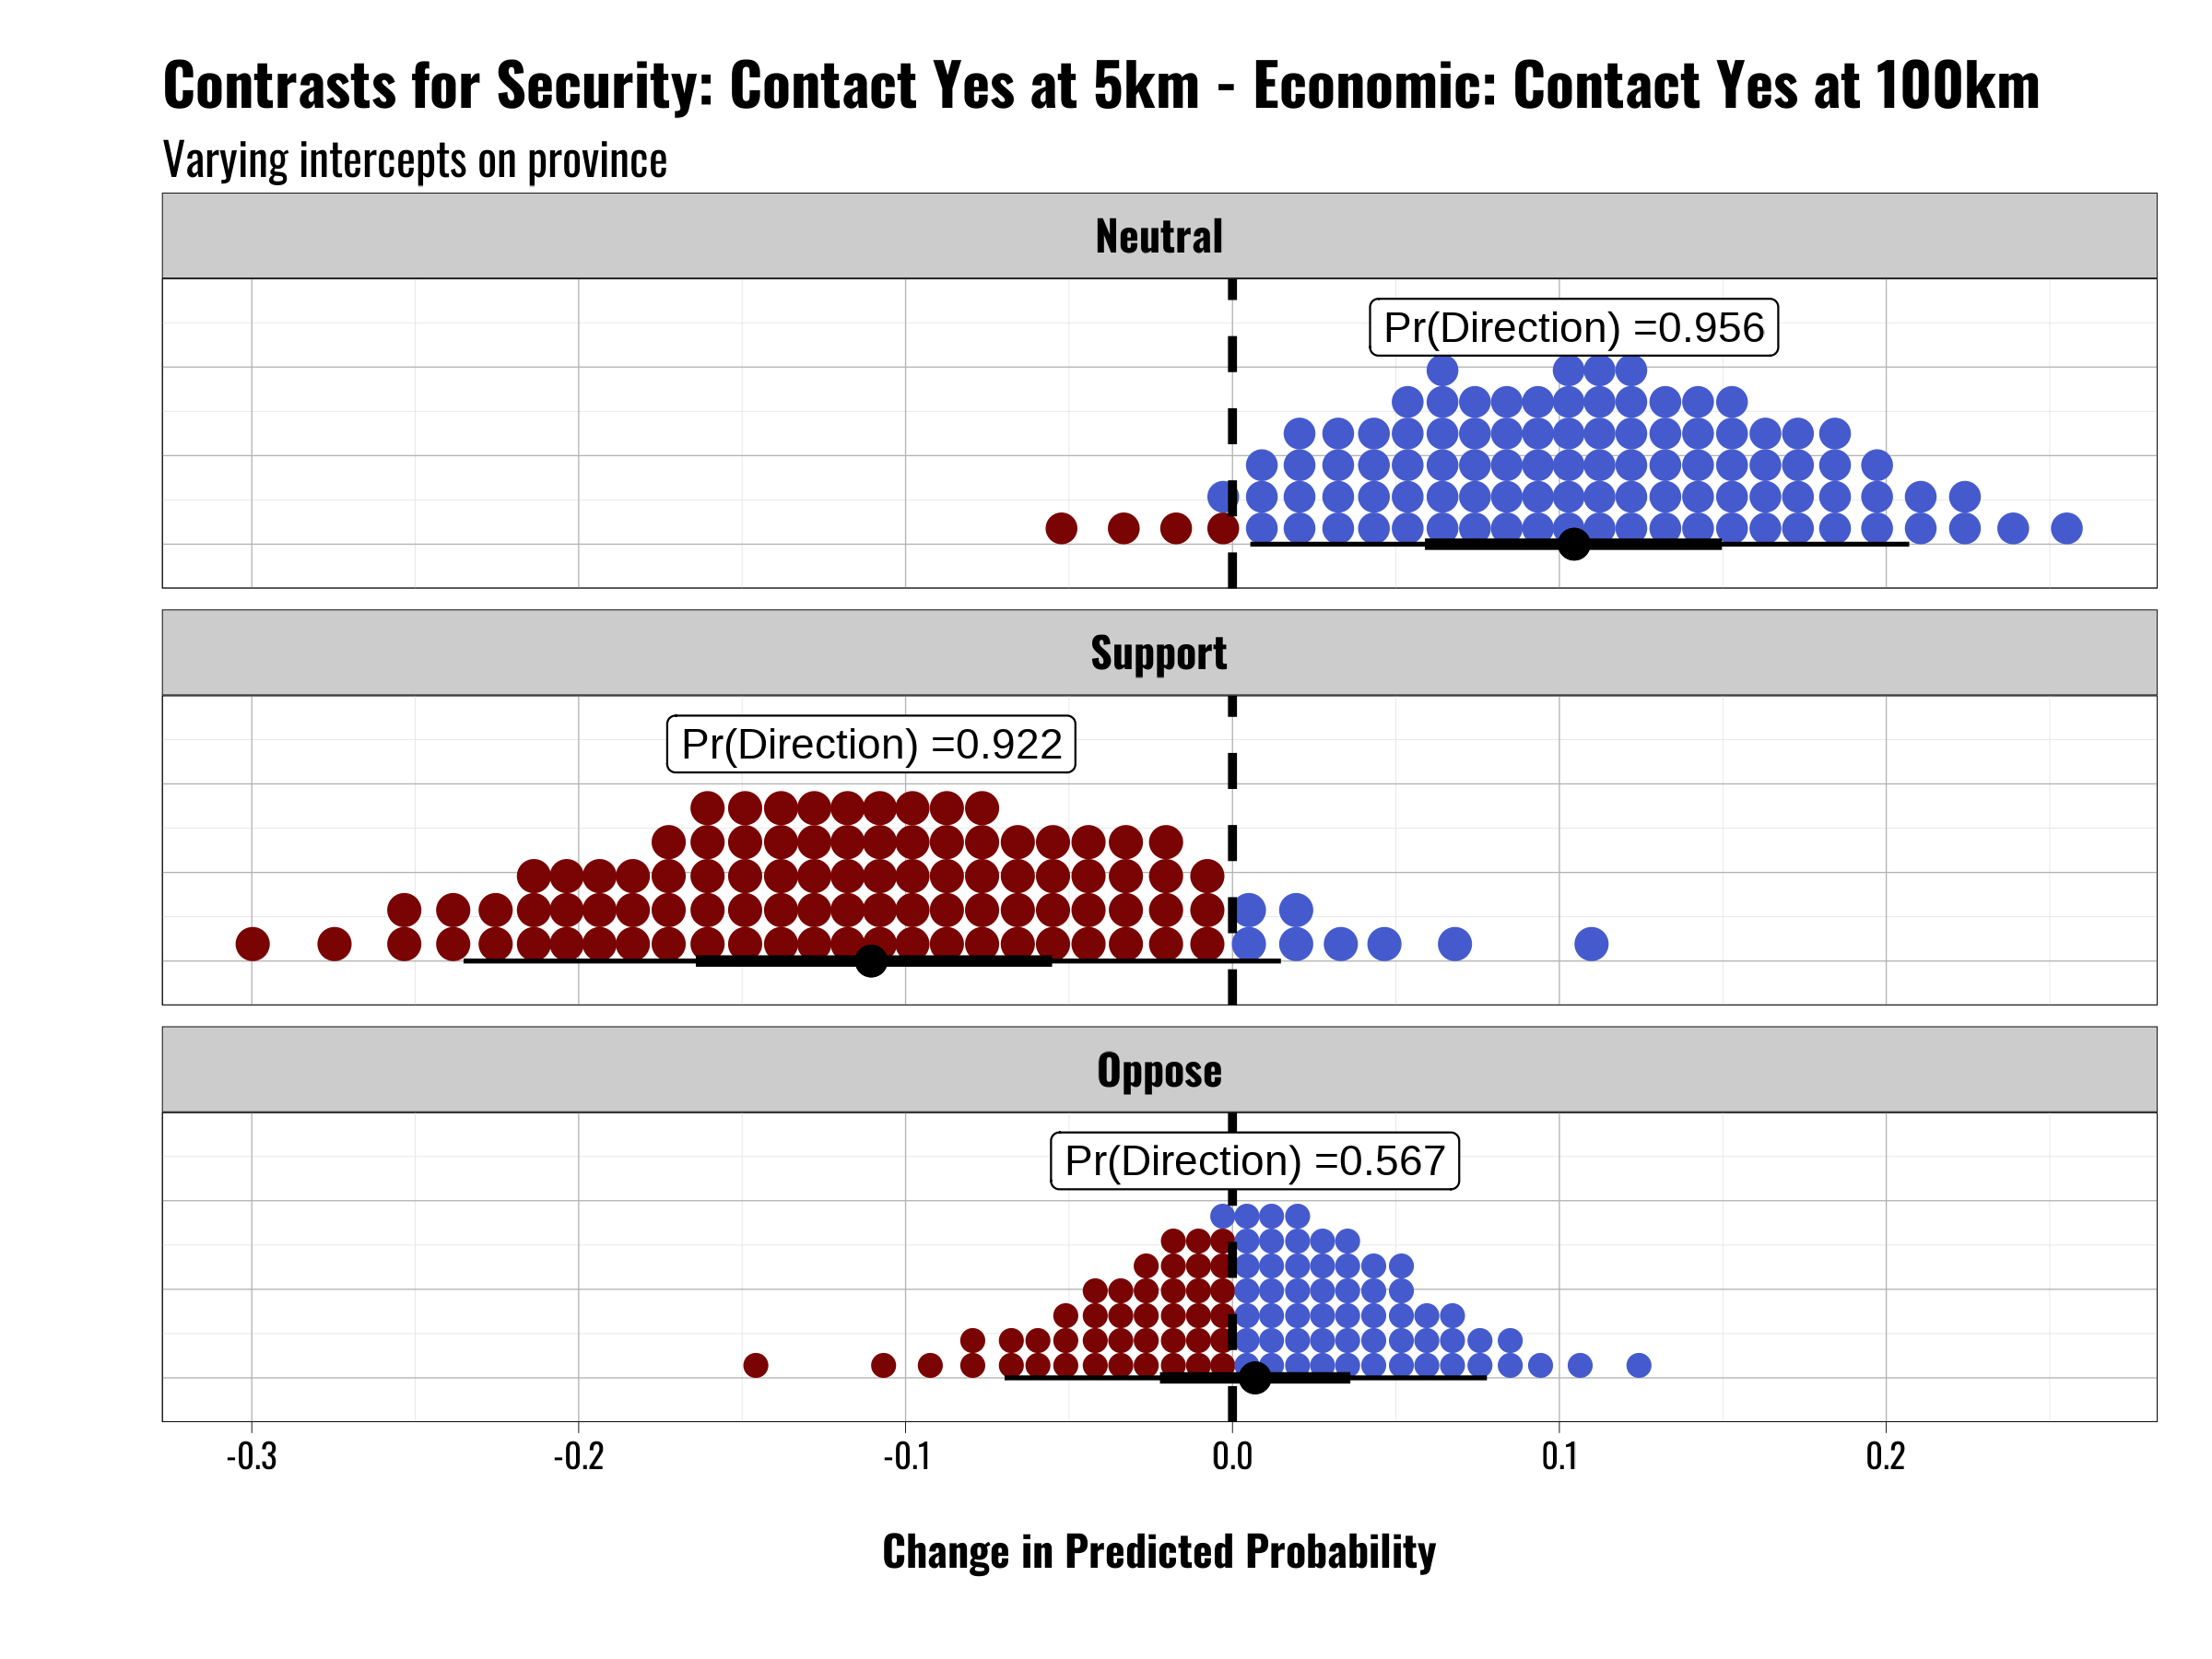 Contrasts for Security: Contact Yes at 5km - Economic: Contact Yes at 100km
Varying intercepts on province
Neutral
Pr(Direction) =0.956
Support
Pr(Direction) =0.922
Oppose
Pr(Direction) =0.567
-0.3 -0.2 -0.1 0.0 0.1 0.2
Change in Predicted Probability